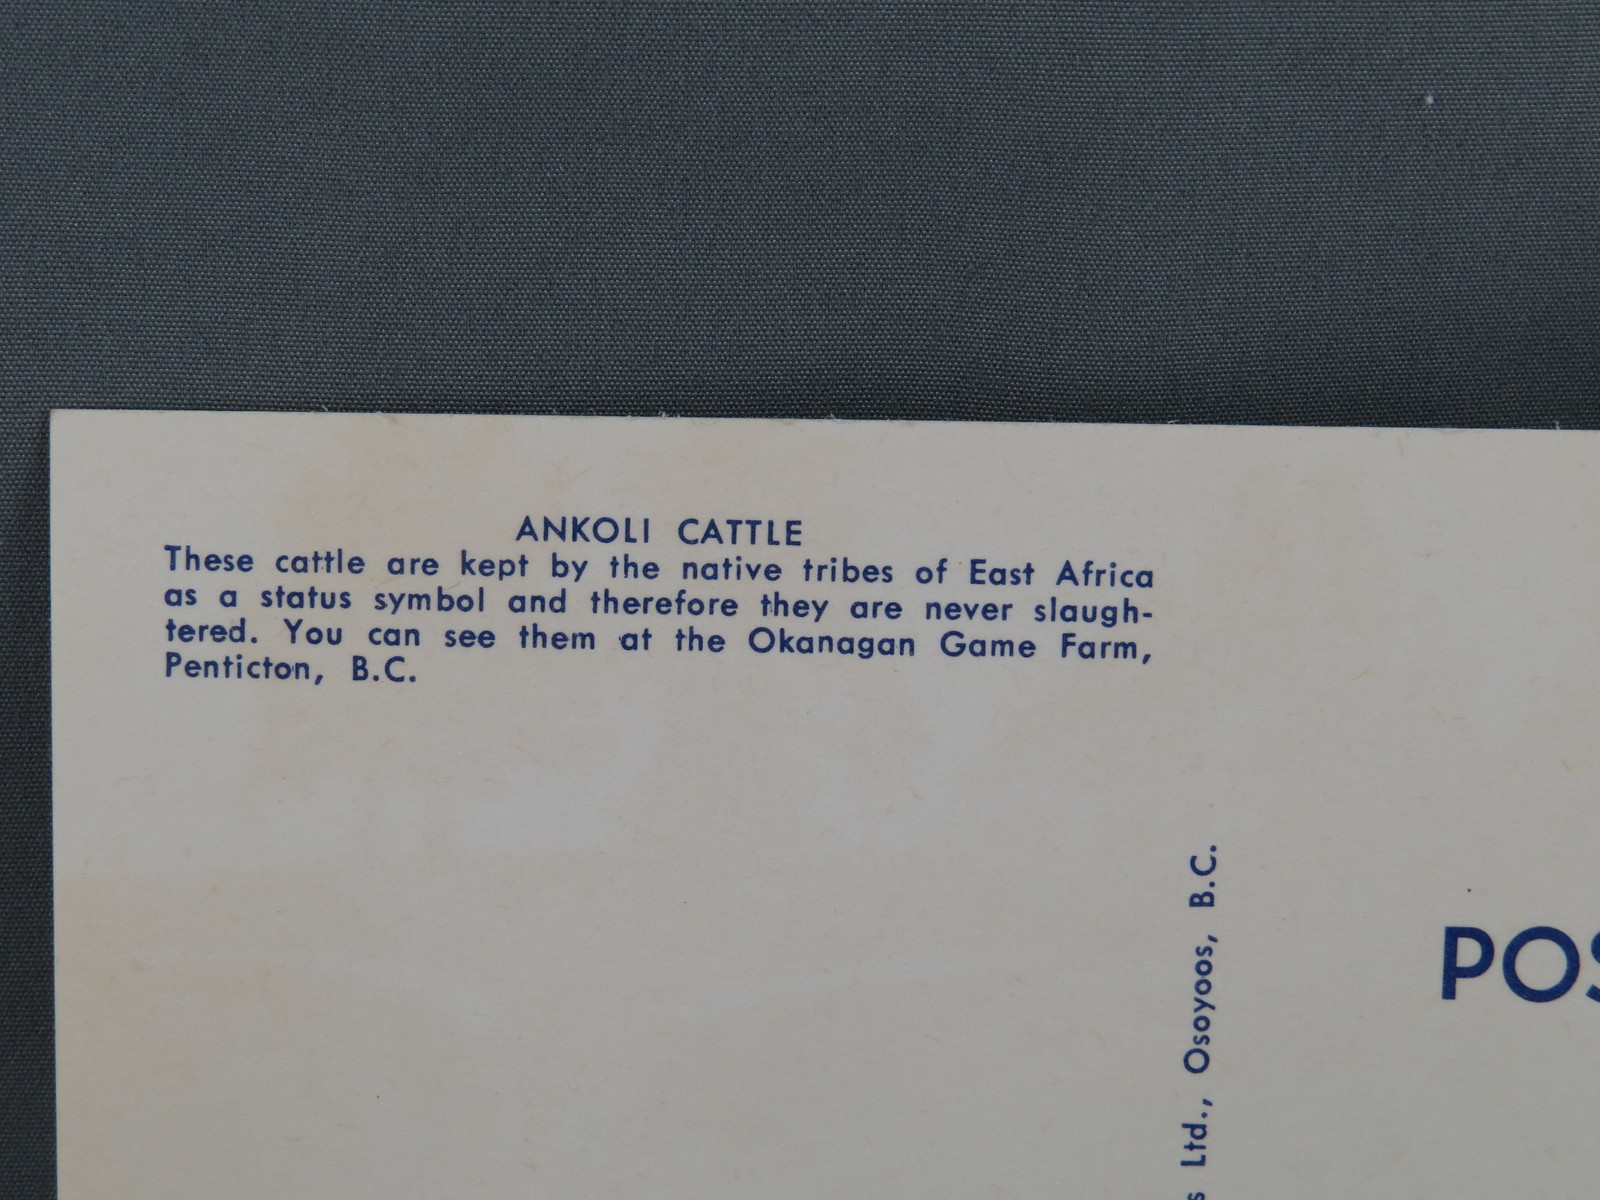 ANKOLI CATTLE
These cattle are kept by the native tribes of East Africa
as a status symbol and therefore they are never slaugh-
tered. You can see them at the Okanagan Game Farm,
Penticton, B.C.
Ltd., Osoyoos, B.C.